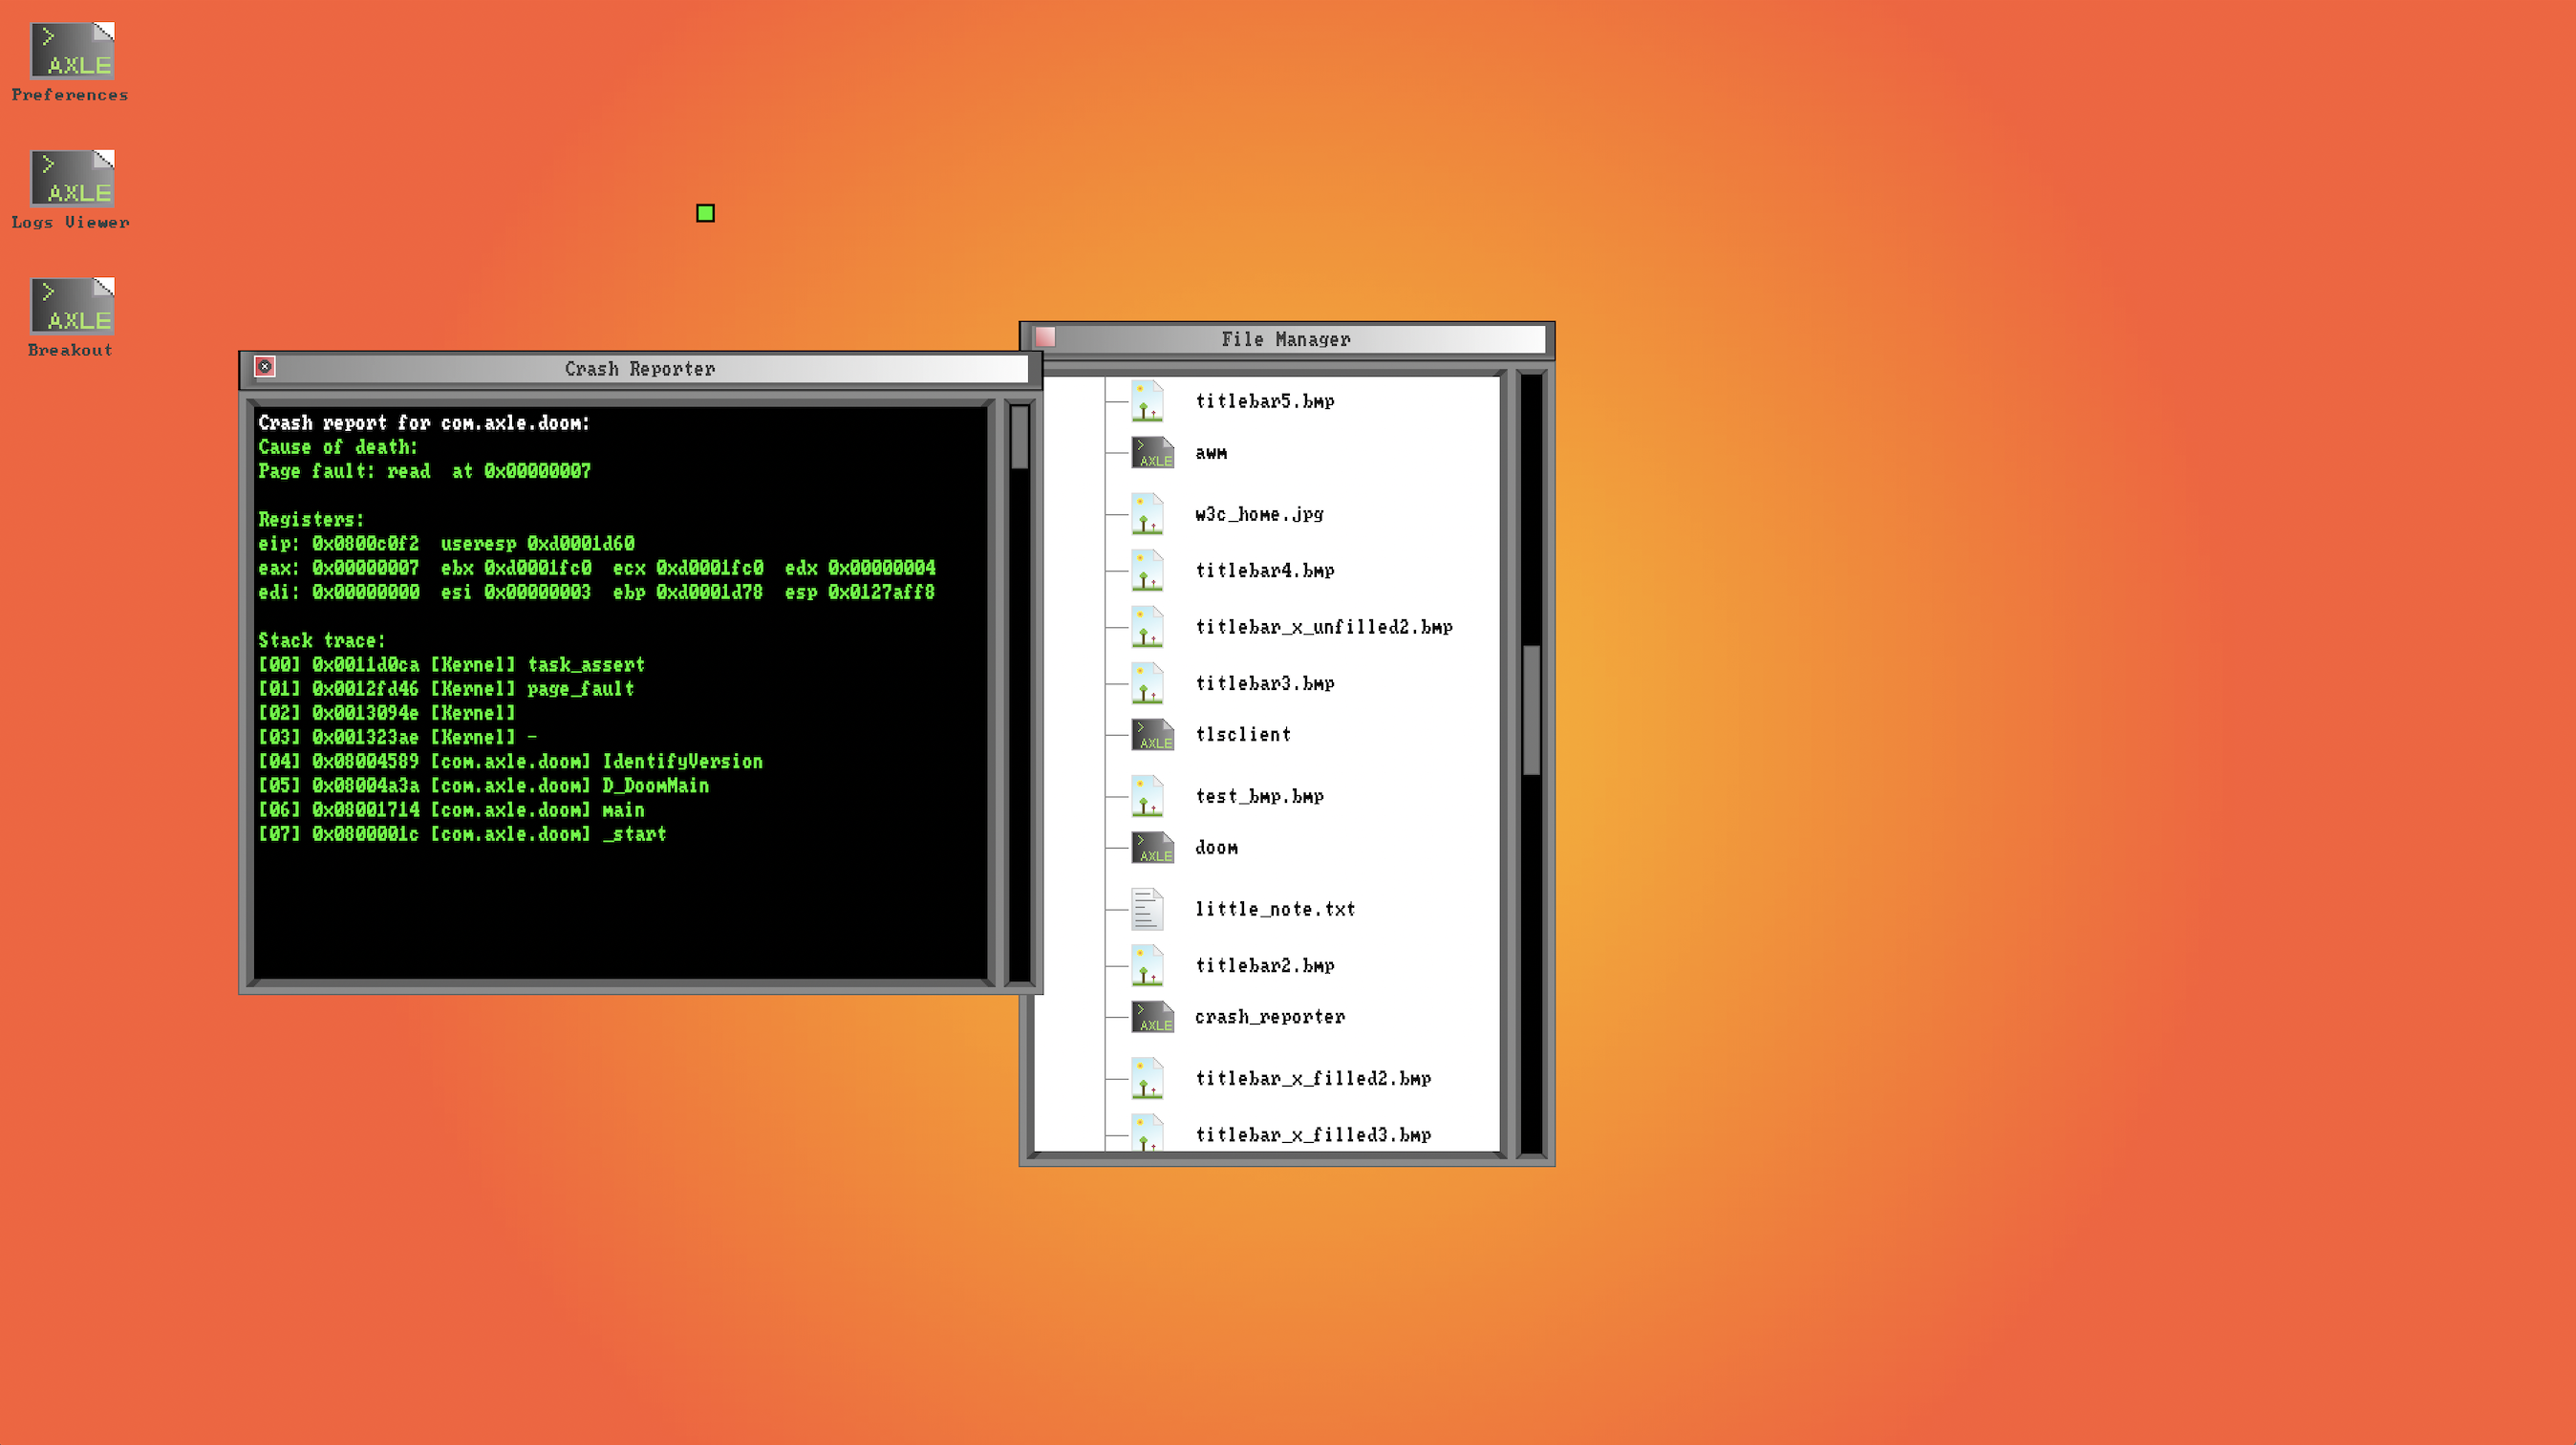 > AXLE
Preferences
> AXLE
Logs Viewer
> AXLE
Breakout
Crash Reporter
Crash report for com.axle.doom:
Cause of death:
Page fault: read  at 0x00000007
Registers:
eip: 0x0800c0f2  useresp 0xd0001d60
eax: 0x00000007  ebx 0xd0001fc0  ecx 0xd0001fc0  edx 0x00000004
edi: 0x00000000  esi 0x00000003  ebp 0xd0001d78  esp 0x0127aff8
Stack trace:
[00] 0x0011d0ca [Kernel] task_assert
[01] 0x0012fd46 [Kernel] page_fault
[02] 0x0013094e [Kernel]
[03] 0x001323ae [Kernel] -
[04] 0x08004589 [com.axle.doom] IdentifyVersion
[05] 0x08004a3a [com.axle.doom] D_DoomMain
[06] 0x08001714 [com.axle.doom] main
[07] 0x0800001c [com.axle.doom] _start
File Manager
titlebar5.bmp
> AXLE awm
w3c_home.jpg
titlebar4.bmp
titlebar_x_unfilled2.bmp
titlebar3.bmp
> AXLE tlsclient
test_bmp.bmp
> AXLE doom
little_note.txt
titlebar2.bmp
> AXLE crash_reporter
titlebar_x_filled2.bmp
titlebar_x_filled3.bmp